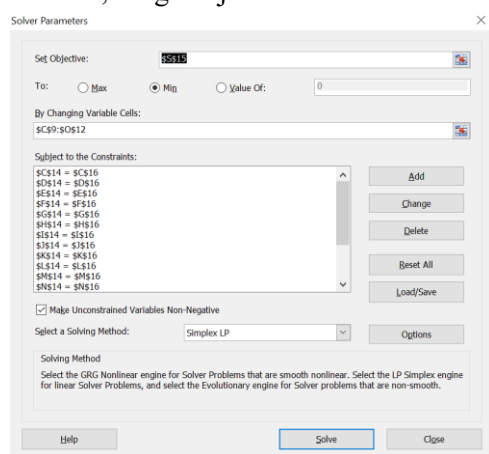 Solver Parameters
Set Objective: $S$15
To: Max Min Value Of: 0
By Changing Variable Cells:
$C$9:$O$12
Subject to the Constraints:
$C$14 = $C$16
$D$14 = $D$16
$E$14 = $E$16
$F$14 = $F$16
$G$14 = $G$16
$H$14 = $H$16
$I$14 = $I$16
$J$14 = $J$16
$K$14 = $K$16
$L$14 = $L$16
$M$14 = $M$16
$N$14 = $N$16
Add
Change
Delete
Reset All
Load/Save
Make Unconstrained Variables Non-Negative
Select a Solving Method: Simplex LP Options
Solving Method
Select the GRG Nonlinear engine for Solver Problems that are smooth nonlinear. Select the LP Simplex engine
for linear Solver Problems, and select the Evolutionary engine for Solver problems that are non-smooth.
Help Solve Close